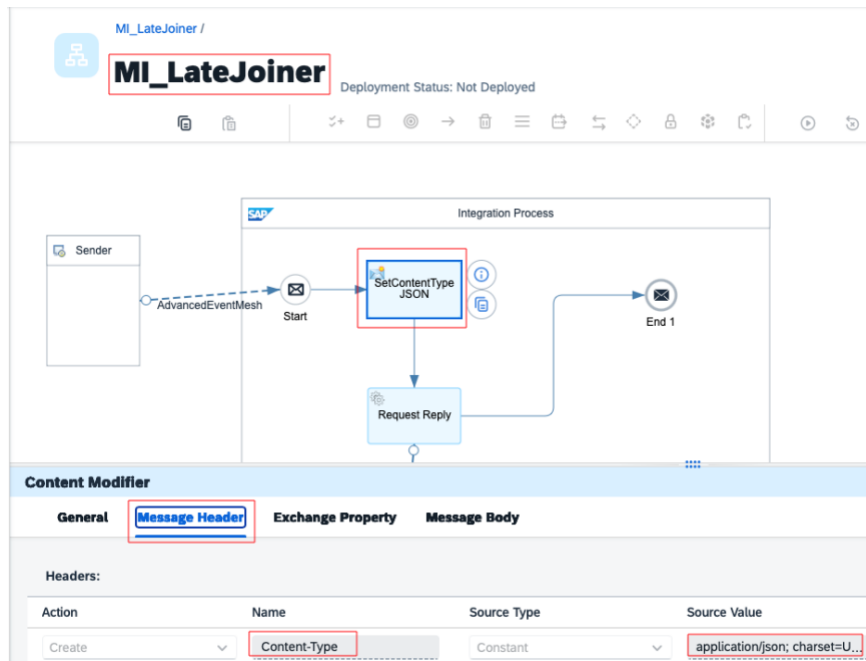 MI_LateJoiner /
MI_LateJoiner
Deployment Status: Not Deployed
SAP
Integration Process
Sender
SetContentType
JSON
AdvancedEventMesh
Start
End 1
Request Reply
Content Modifier
General Message Header Exchange Property Message Body
Headers:
Action Name Source Type Source Value
Create Content-Type Constant application/json; charset=U...